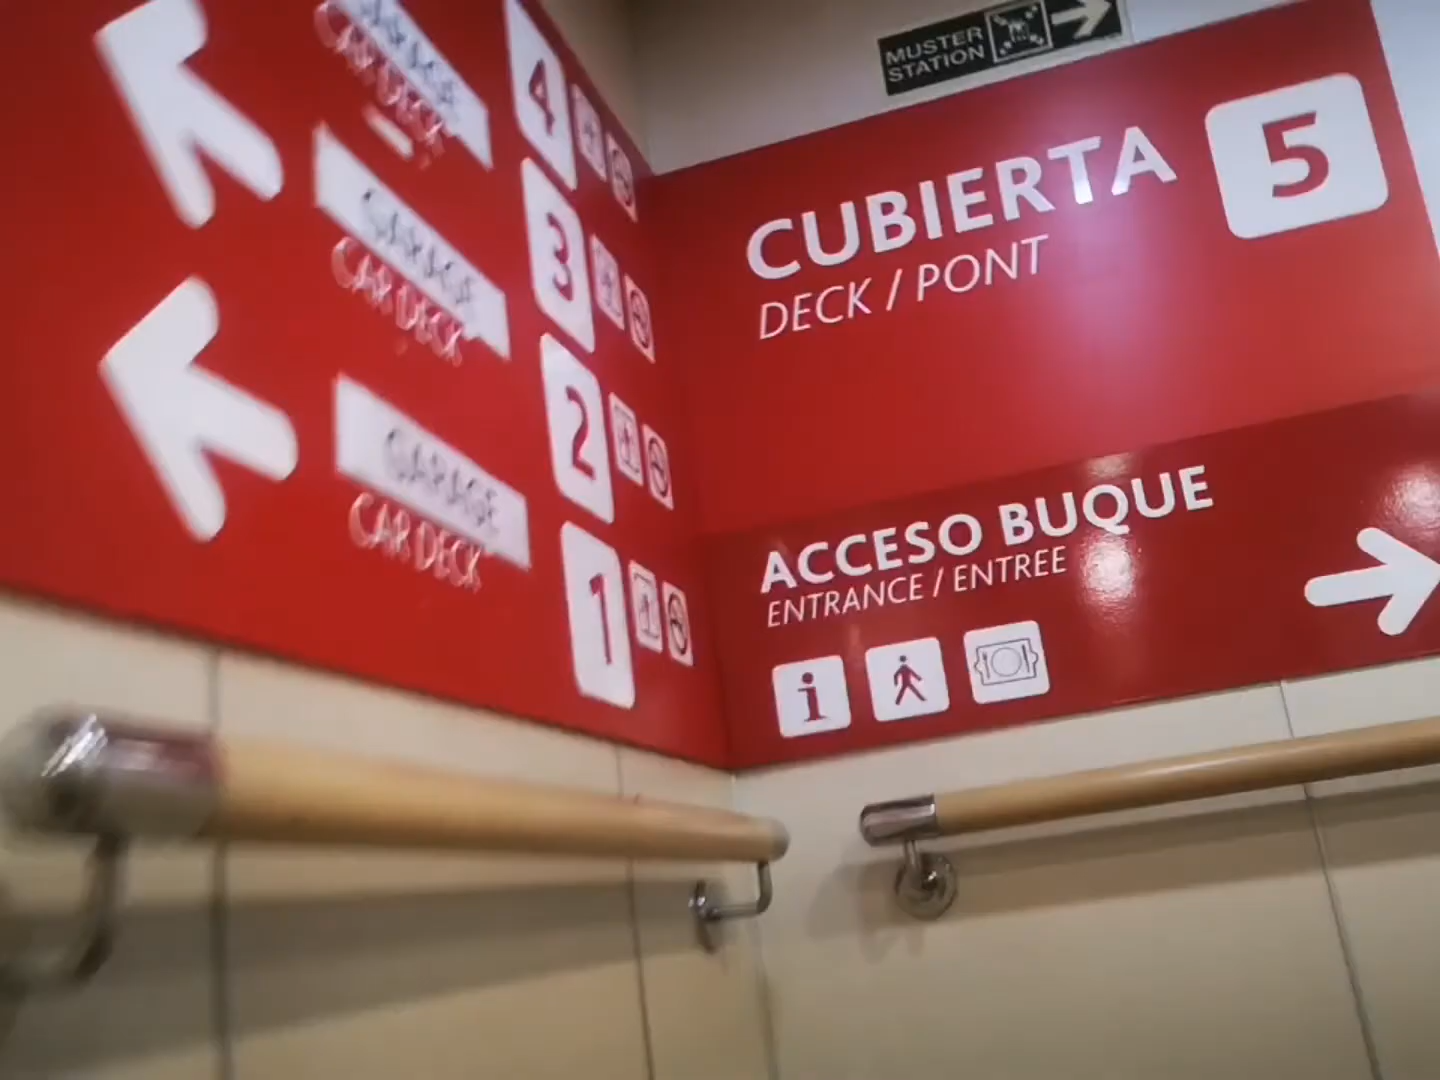 GARAGE
CAR DECK
4
GARAGE
CAR DECK
3
GARAGE
CAR DECK
2
1
MUSTER
STATION
CUBIERTA 5
DECK / PONT
ACCESO BUQUE
ENTRANCE / ENTREE